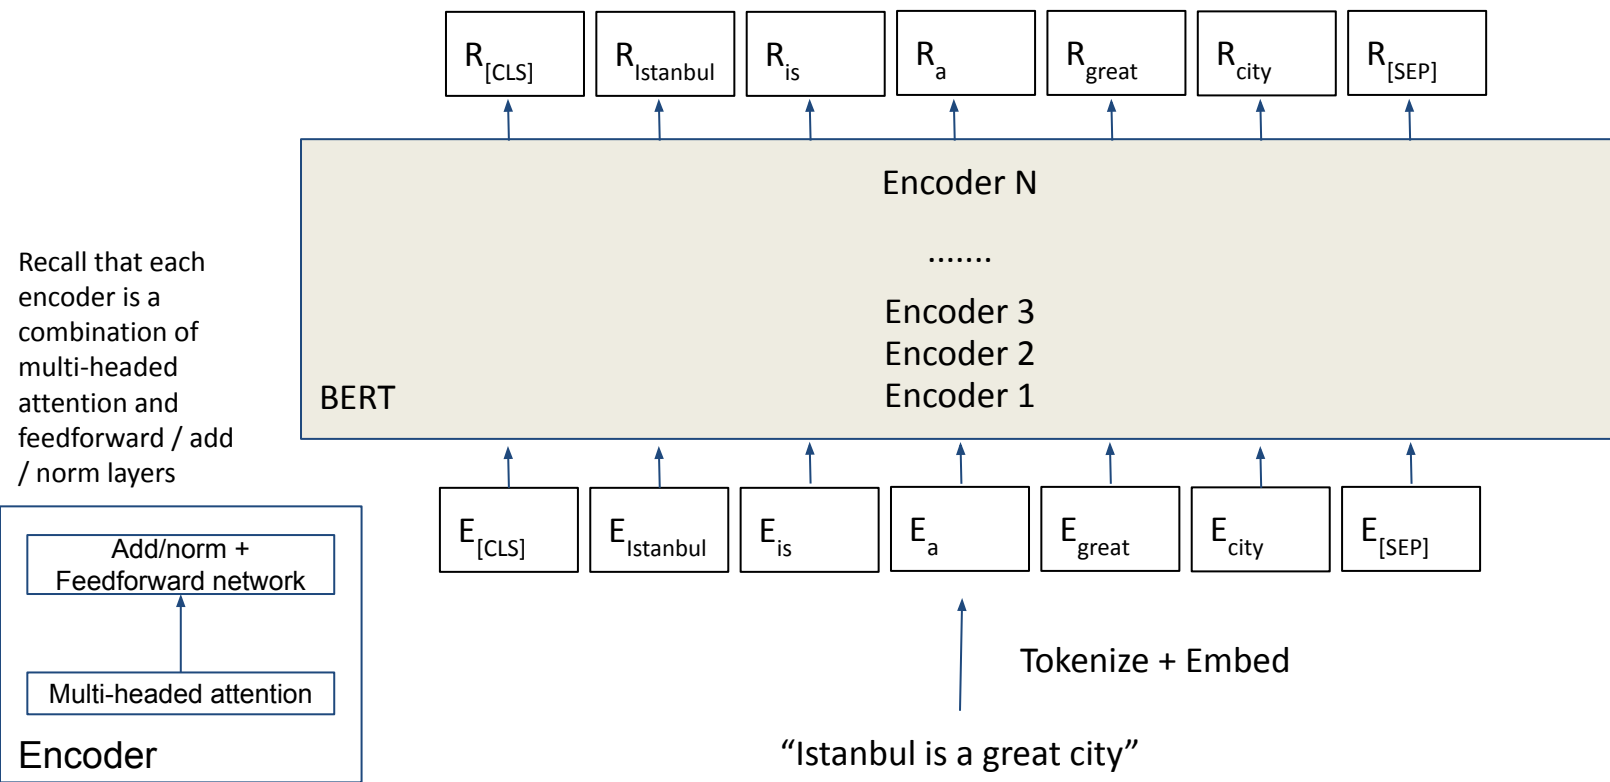 R[CLS] RIstanbul Ris Ra Rgreat Rcity R[SEP]
Encoder N
.......
Encoder 3
Encoder 2
Encoder 1
BERT
Recall that each
encoder is a
combination of
multi-headed
attention and
feedforward / add
/ norm layers
E[CLS] EIstanbul Eis Ea Egreat Ecity E[SEP]
Add/norm +
Feedforward network
Multi-headed attention
Encoder
Tokenize + Embed
“Istanbul is a great city”